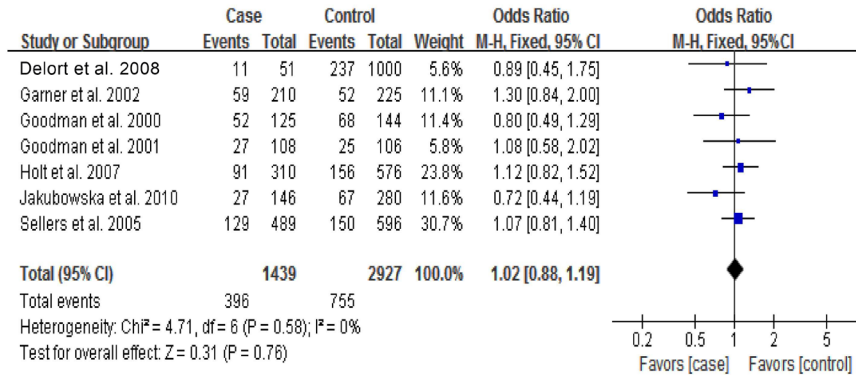 Case Control Odds Ratio Odds Ratio
Study or Subgroup Events Total Events Total Weight M-H, Fixed, 95% CI M-H, Fixed, 95%CI
Delort et al. 2008 11 51 237 1000 5.6% 0.89 [0.45, 1.75]
Garner et al. 2002 59 210 52 225 11.1% 1.30 [0.84, 2.00]
Goodman et al. 2000 52 125 68 144 11.4% 0.80 [0.49, 1.29]
Goodman et al. 2001 27 108 25 106 5.8% 1.08 [0.58, 2.02]
Holt et al. 2007 91 310 156 576 23.8% 1.12 [0.82, 1.52]
Jakubowska et al. 2010 27 146 67 280 11.6% 0.72 [0.44, 1.19]
Sellers et al. 2005 129 489 150 596 30.7% 1.07 [0.81, 1.40]
Total (95% CI) 1439 2927 100.0% 1.02 [0.88, 1.19]
Total events 396 755
Heterogeneity: Chi² = 4.71, df = 6 (P = 0.58); I² = 0%
Test for overall effect: Z = 0.31 (P = 0.76)
0.2 0.5 1 2 5
Favors [case] Favors [control]